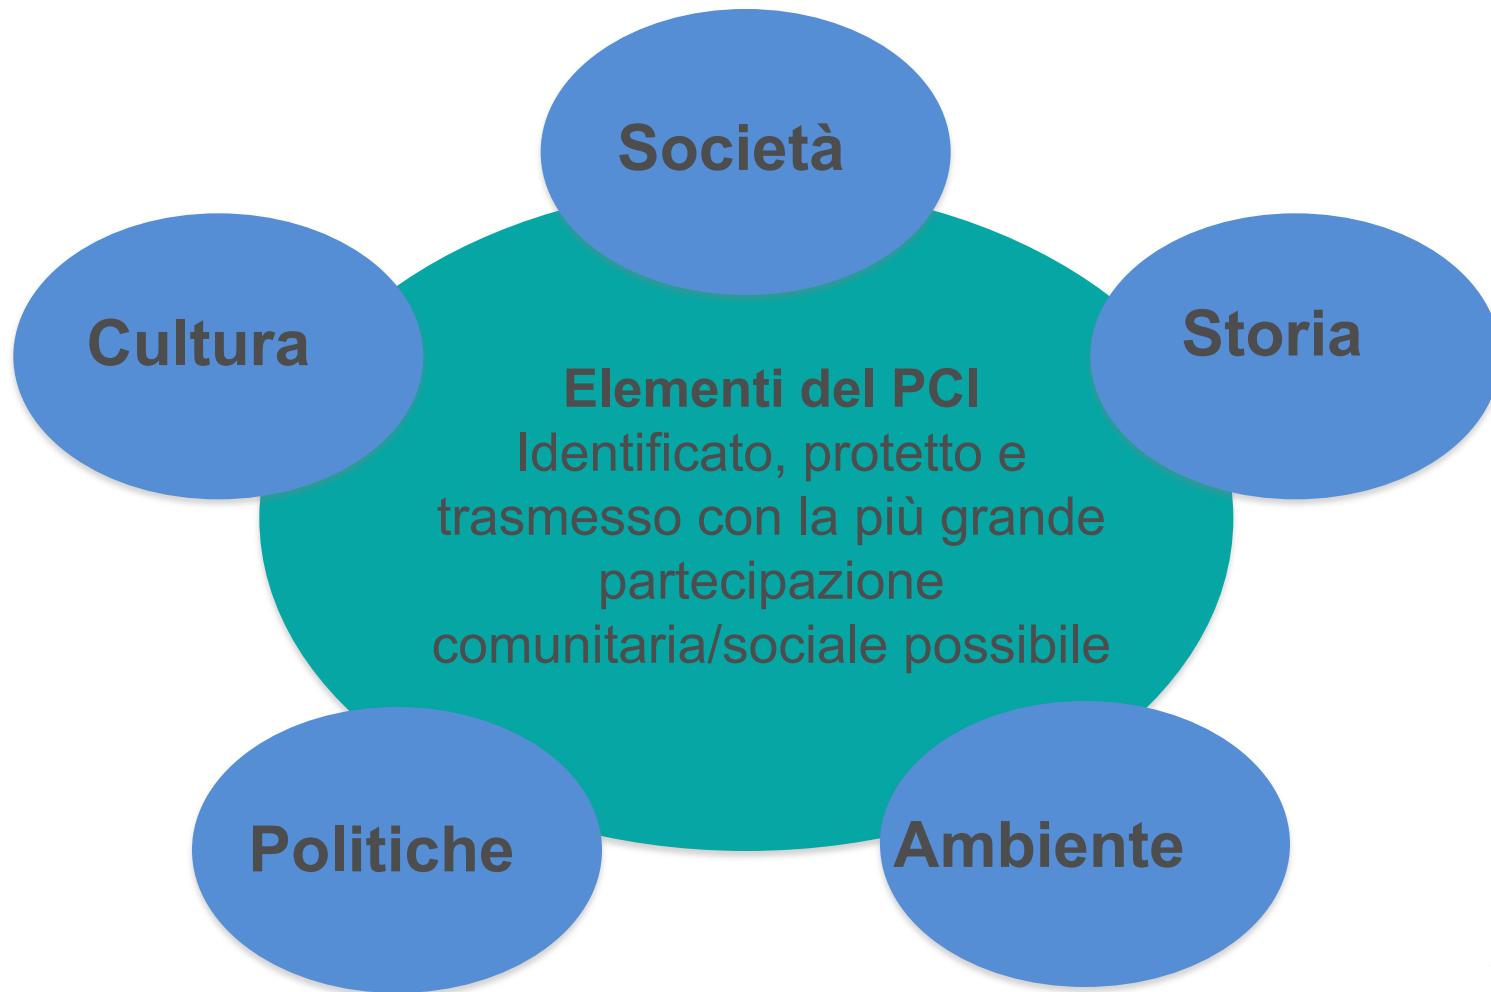 Società
Cultura
Storia
Elementi del PCI
Identificato, protetto e
trasmesso con la più grande
partecipazione
comunitaria/sociale possibile
Politiche
Ambiente